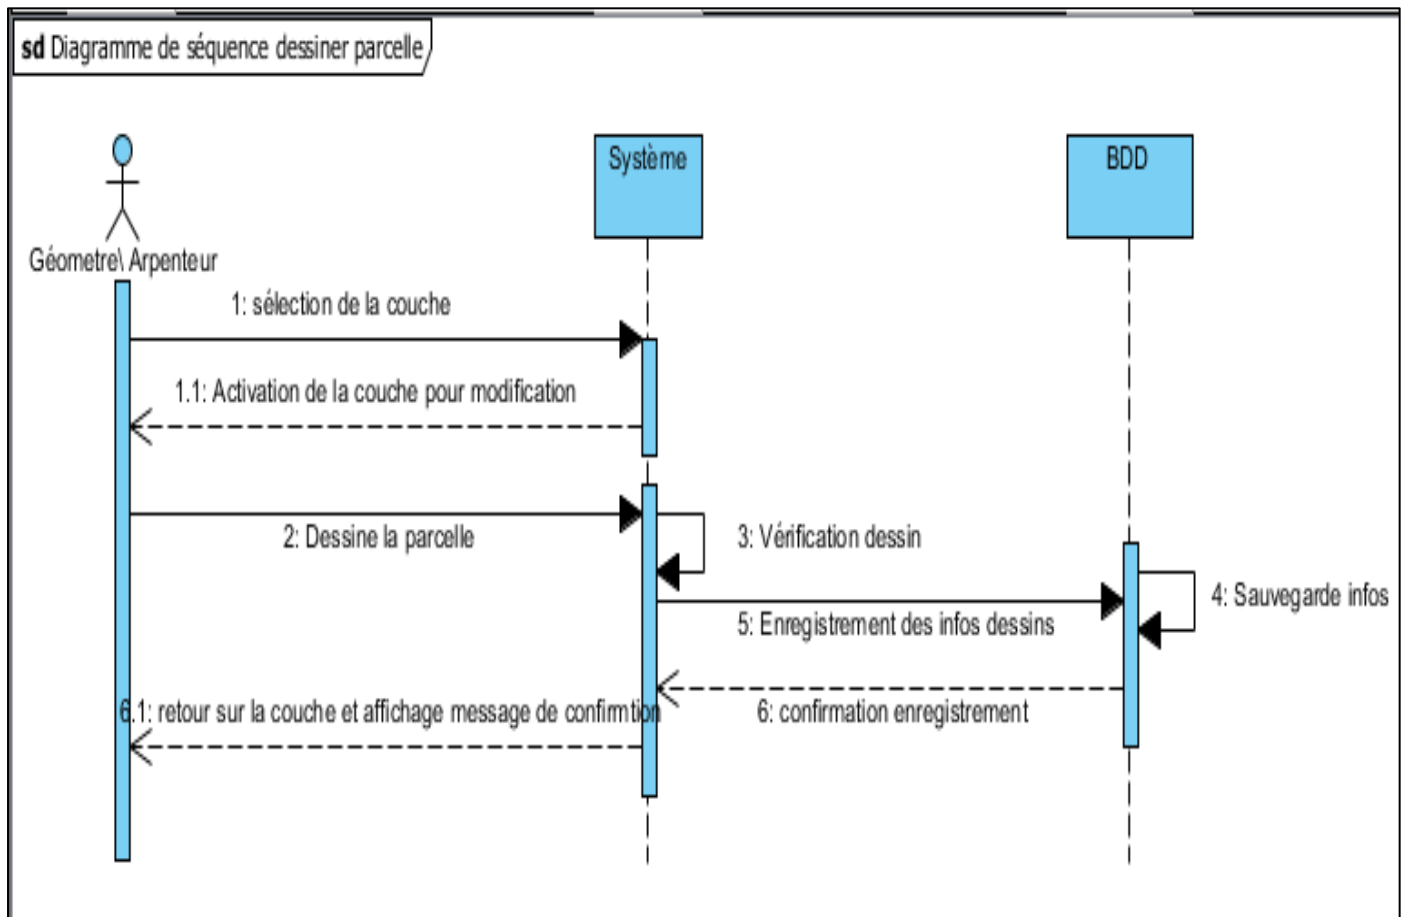 sd Diagramme de séquence dessiner parcelle
Système
BDD
Géometre\ Arpenteur
1: sélection de la couche
1.1: Activation de la couche pour modification
2: Dessine la parcelle
3: Vérification dessin
4: Sauvegarde infos
5: Enregistrement des infos dessins
6.1: retour sur la couche et affichage message de confirmtion
6: confirmation enregistrement